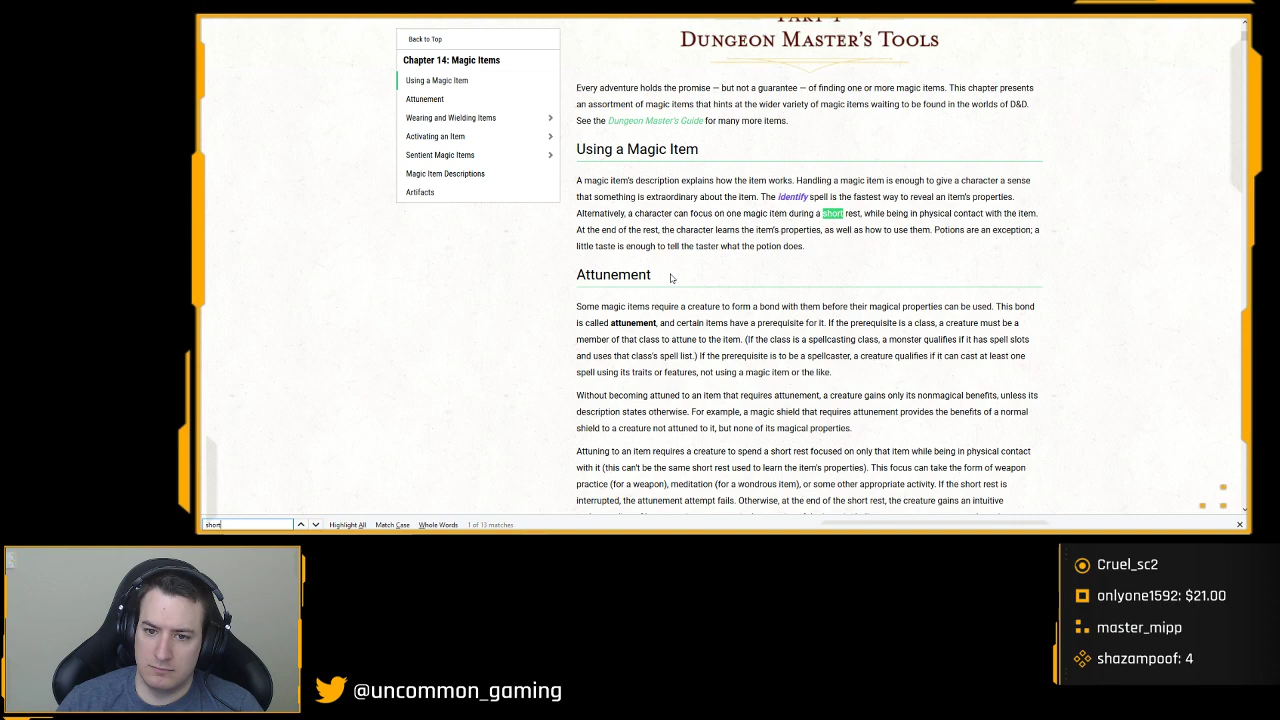 PART 4
DUNGEON MASTER'S TOOLS
Back to Top
Chapter 14: Magic Items
Using a Magic Item
Attunement
Wearing and Wielding Items
Activating an Item
Sentient Magic Items
Magic Item Descriptions
Artifacts
Every adventure holds the promise — but not a guarantee — of finding one or more magic items. This chapter presents
an assortment of magic items that hints at the wider variety of magic items waiting to be found in the worlds of D&D.
See the Dungeon Master's Guide for many more items.
Using a Magic Item
A magic item's description explains how the item works. Handling a magic item is enough to give a character a sense
that something is extraordinary about the item. The identify spell is the fastest way to reveal an item's properties.
Alternatively, a character can focus on one magic item during a short rest, while being in physical contact with the item.
At the end of the rest, the character learns the item's properties, as well as how to use them. Potions are an exception; a
little taste is enough to tell the taster what the potion does.
Attunement
Some magic items require a creature to form a bond with them before their magical properties can be used. This bond
is called attunement, and certain items have a prerequisite for it. If the prerequisite is a class, a creature must be a
member of that class to attune to the item. (If the class is a spellcasting class, a monster qualifies if it has spell slots
and uses that class's spell list.) If the prerequisite is to be a spellcaster, a creature qualifies if it can cast at least one
spell using its traits or features, not using a magic item or the like.
Without becoming attuned to an item that requires attunement, a creature gains only its nonmagical benefits, unless its
description states otherwise. For example, a magic shield that requires attunement provides the benefits of a normal
shield to a creature not attuned to it, but none of its magical properties.
Attuning to an item requires a creature to spend a short rest focused on only that item while being in physical contact
with it (this can't be the same short rest used to learn the item's properties). This focus can take the form of weapon
practice (for a weapon), meditation (for a wondrous item), or some other appropriate activity. If the short rest is
interrupted, the attunement attempt fails. Otherwise, at the end of the short rest, the creature gains an intuitive
short
Highlight All Match Case Whole Words 1 of 13 matches
Cruel_sc2
onlyone1592: $21.00
master_mipp
shazampoof: 4
@uncommon_gaming